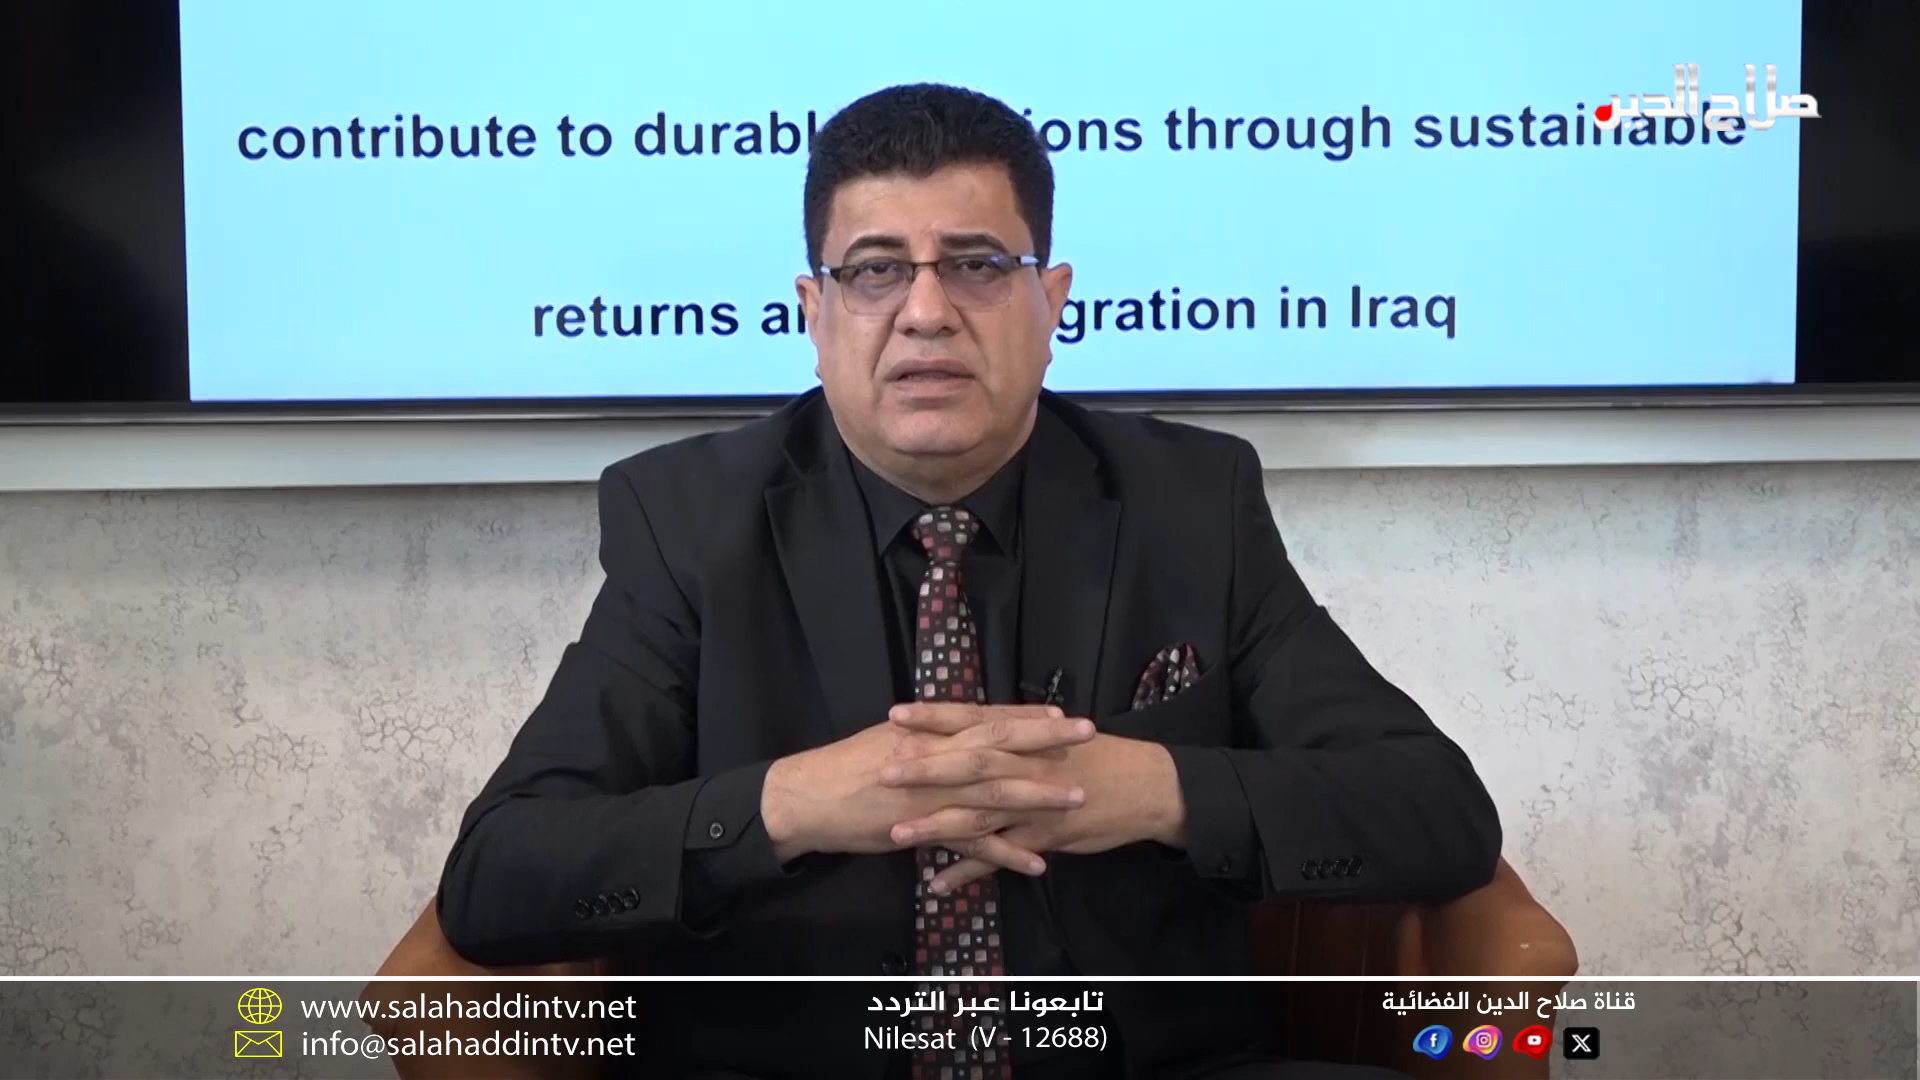 صلاح الدين
contribute to durabl ions through sustainable
returns a gration in Iraq
www.salahaddintv.net
info@salahaddintv.net
تابعونا عبر التردد
Nilesat (V - 12688)
قناة صلاح الدين الفضائية